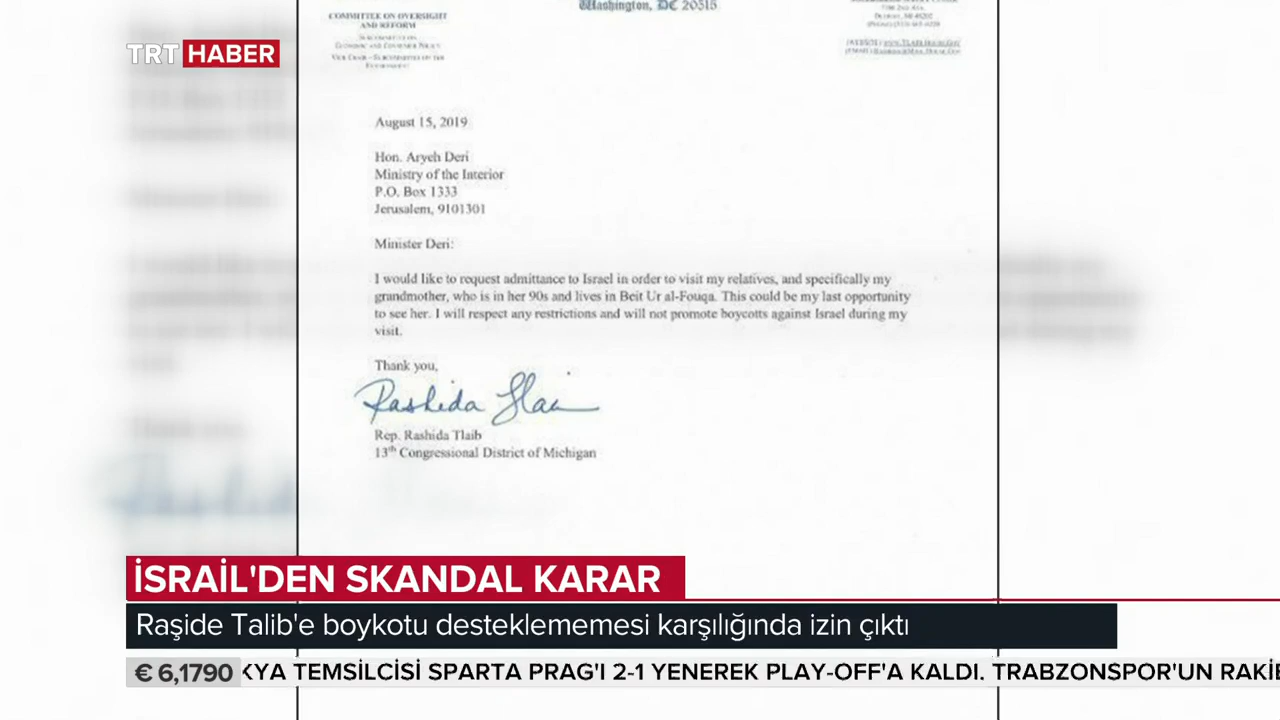 Washington, DC 20515
COMMITTEE ON OVERSIGHT
AND REFORM
SUBCOMMITTEE ON
ECONOMIC AND CONSUMER POLICY
TRT HABER
August 15, 2019
Hon. Aryeh Deri
Ministry of the Interior
P.O. Box 1333
Jerusalem, 9101301
Minister Deri:
I would like to request admittance to Israel in order to visit my relatives, and specifically my
grandmother, who is in her 90s and lives in Beit Ur al-Fouqa. This could be my last opportunity
to see her. I will respect any restrictions and will not promote boycotts against Israel during my
visit.
Thank you,
Rashida Tlaib
Rep. Rashida Tlaib
13th Congressional District of Michigan
İSRAİL'DEN SKANDAL KARAR
Raşide Talib'e boykotu desteklememesi karşılığında izin çıktı
€ 6,1790 KYA TEMSİLCİSİ SPARTA PRAG'I 2-1 YENEREK PLAY-OFF'A KALDI. TRABZONSPOR'UN RAKİB